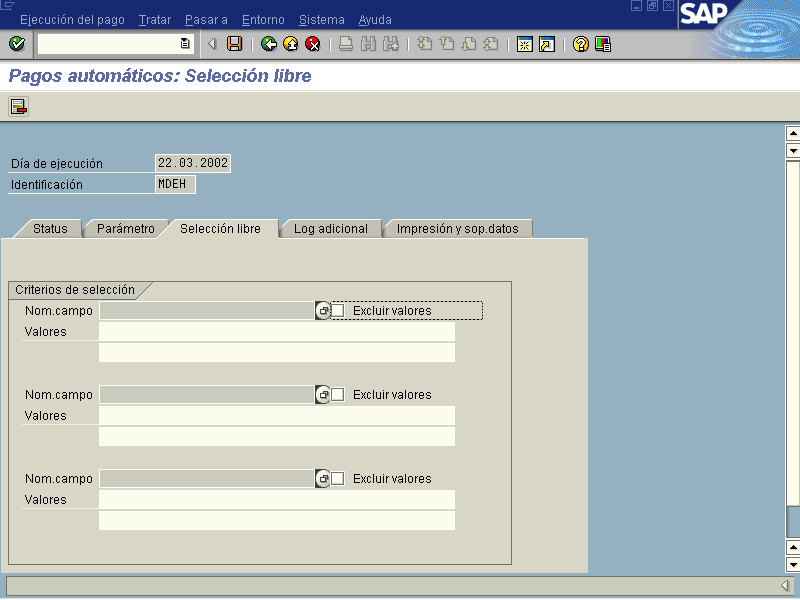 Ejecución del pago Tratar Pasar a Entorno Sistema Ayuda
SAP
Pagos automáticos: Selección libre
Día de ejecución 22.03.2002
Identificación MDEH
Status Parámetro Selección libre Log adicional Impresión y sop.datos
Criterios de selección
Nom.campo Excluir valores
Valores
Nom.campo Excluir valores
Valores
Nom.campo Excluir valores
Valores